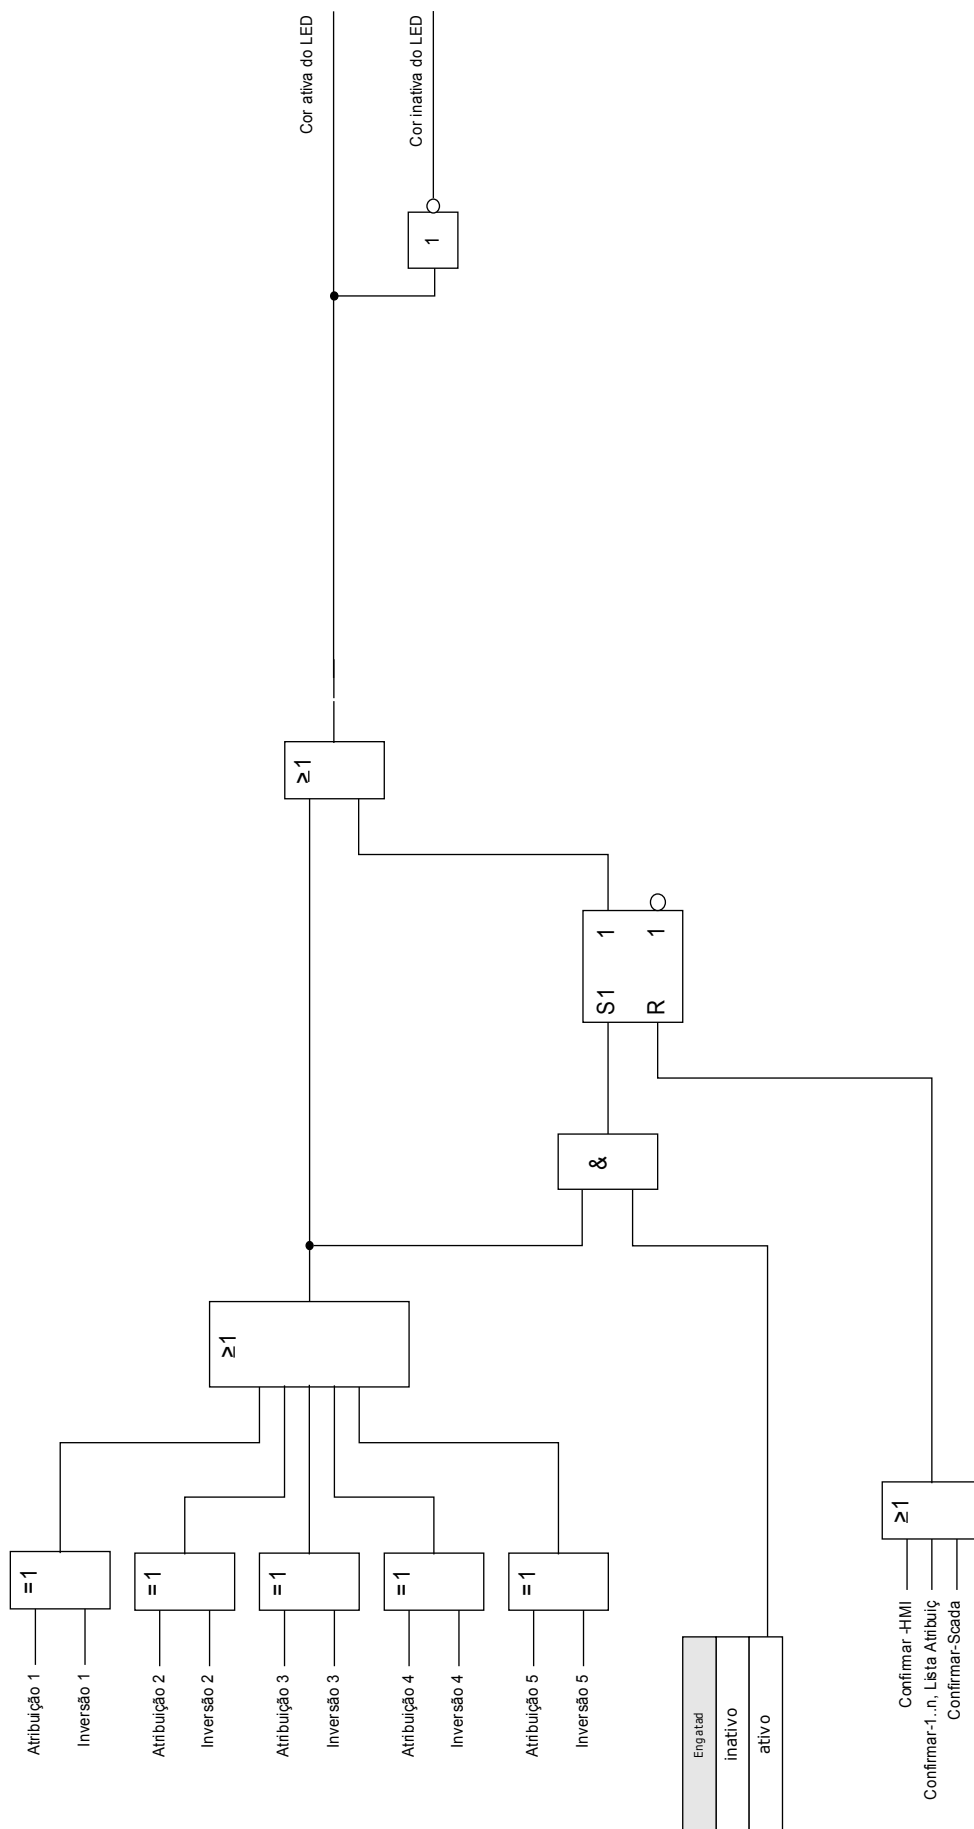 Atribuição 1
=1
Inversão 1
Atribuição 2
=1
Inversão 2
Atribuição 3
=1
Inversão 3
Atribuição 4
=1
Inversão 4
Atribuição 5
=1
Inversão 5
≥1
≥1
Cor ativa do LED
1
Cor inativa do LED
&
S1 1
R 1
Engatad
inativo
ativo
Confirmar -HMI
≥1
Confirmar-1..n, Lista Atribuiç
Confirmar-Scada